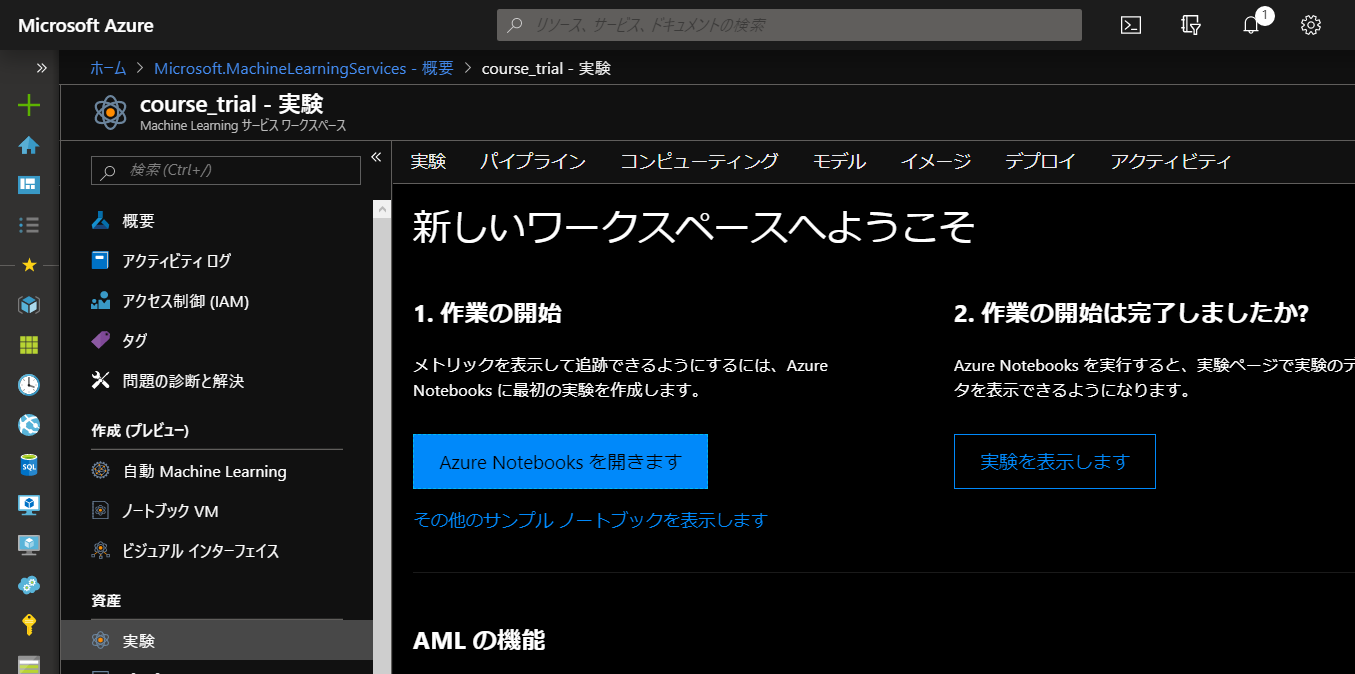 Microsoft Azure
リソース、サービス、ドキュメントの検索
1
ホーム > Microsoft.MachineLearningServices - 概要 > course_trial - 実験
course_trial - 実験
Machine Learning サービス ワークスペース
検索 (Ctrl+/)
概要
アクティビティ ログ
アクセス制御 (IAM)
タグ
問題の診断と解決
作成 (プレビュー)
自動 Machine Learning
ノートブック VM
ビジュアル インターフェイス
資産
実験
実験 パイプライン コンピューティング モデル イメージ デプロイ アクティビティ
新しいワークスペースへようこそ
1. 作業の開始
メトリックを表示して追跡できるようにするには、Azure
Notebooks に最初の実験を作成します。
Azure Notebooks を開きます
その他のサンプル ノートブックを表示します
2. 作業の開始は完了しましたか?
Azure Notebooks を実行すると、実験ページで実験のデ
タを表示できるようになります。
実験を表示します
AML の機能
SQL